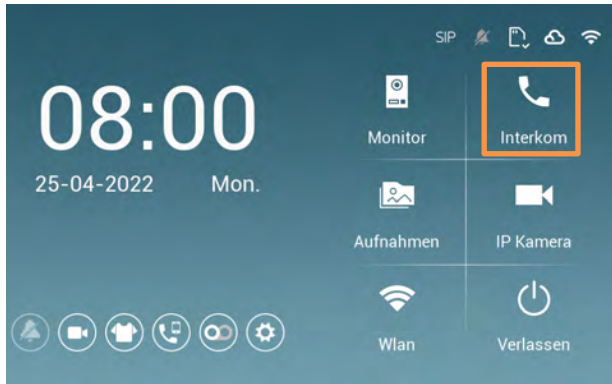 SIP
08:00
25-04-2022 Mon.
Monitor Interkom
Aufnahmen IP Kamera
Wlan Verlassen